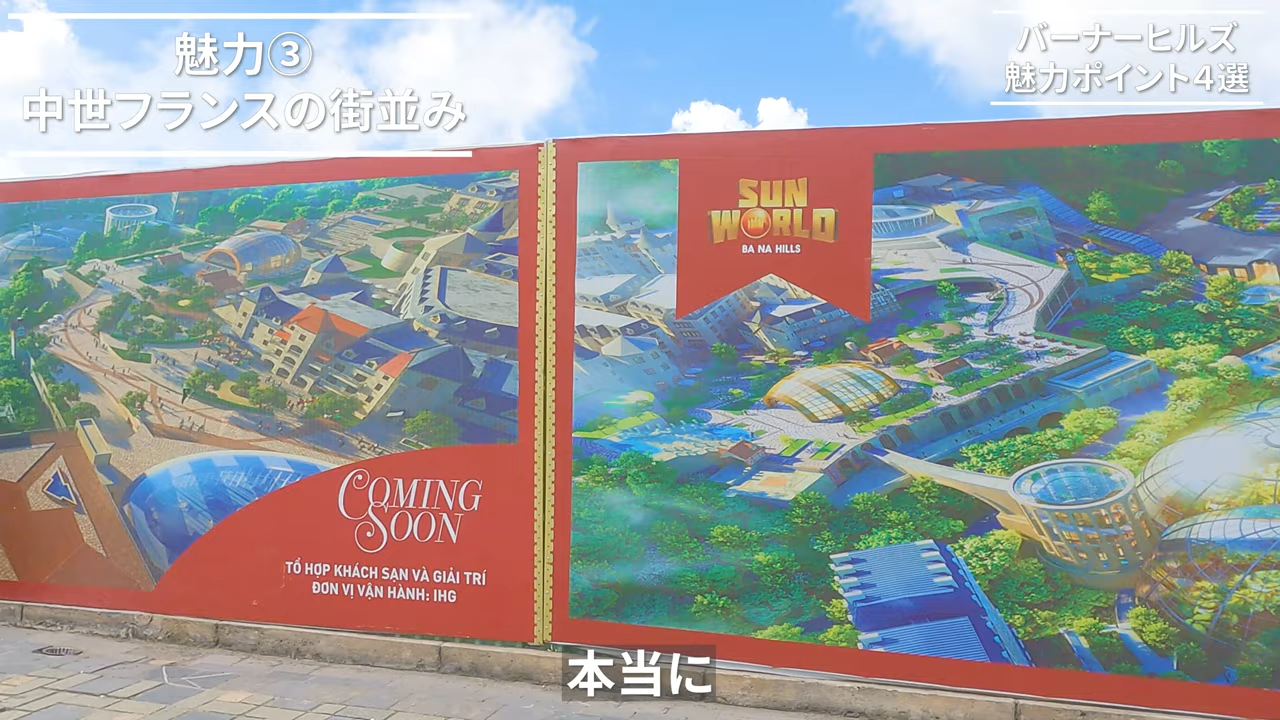 魅力③
中世フランスの街並み
バーナーヒルズ
魅力ポイント4選
SUN
WORLD
BA NA HILLS
COMING
SOON
TỔ HỢP KHÁCH SẠN VÀ GIẢI TRÍ
ĐƠN VỊ VẬN HÀNH: IHG
本当に